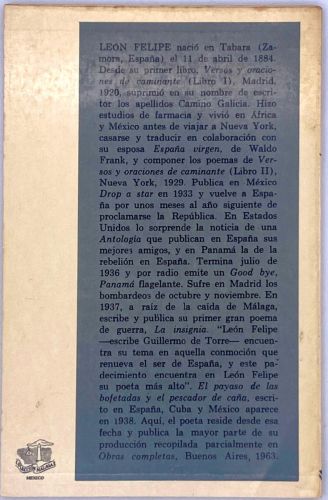 LEÓN FELIPE nació en Tabara (Za-
mora, España) el 11 de abril de 1884.
Desde su primer libro, Versos y oracio-
nes de caminante (Libro I), Madrid,
1920, suprimió en su nombre de escri-
tor los apellidos Camino Galicia. Hizo
estudios de farmacia y vivió en África
y México antes de viajar a Nueva York,
casarse y traducir en colaboración con
su esposa España virgen, de Waldo
Frank, y componer los poemas de Ver-
sos y oraciones de caminante (Libro II),
Nueva York, 1929. Publica en México
Drop a star en 1933 y vuelve a Espa-
ña por unos meses al año siguiente de
proclamarse la República. En Estados
Unidos lo sorprende la noticia de una
Antología que publican en España sus
mejores amigos, y en Panamá la de la
rebelión en España. Termina julio de
1936 y por radio emite un Good bye,
Panamá flagelante. Sufre en Madrid los
bombardeos de octubre y noviembre. En
1937, a raíz de la caída de Málaga,
escribe y publica su primer gran poema
de guerra, La insignia. "León Felipe
—escribe Guillermo de Torre— encuen-
tra su tema en aquella conmoción que
renueva el ser de España, y este pa-
decimiento encuentra en León Felipe
su poeta más alto". El payaso de las
bofetadas y el pescador de caña, escri-
to en España, Cuba y México aparece
en 1938. Aquí, el poeta reside desde esa
fecha y publica la mayor parte de su
producción recopilada parcialmente en
Obras completas, Buenos Aires, 1963.
COLECCIÓN MÁLAGA
MEXICO